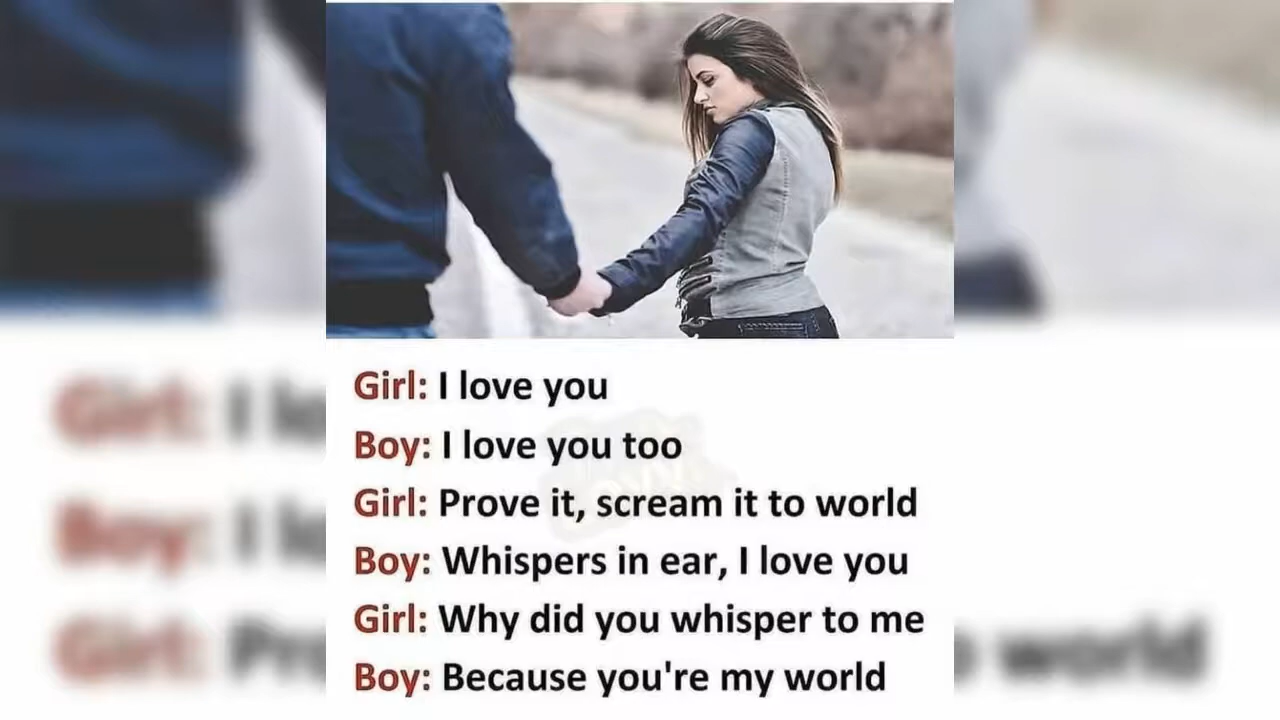 Girl: I love you
Boy: I love you too
Girl: Prove it, scream it to world
Boy: Whispers in ear, I love you
Girl: Why did you whisper to me
Boy: Because you're my world